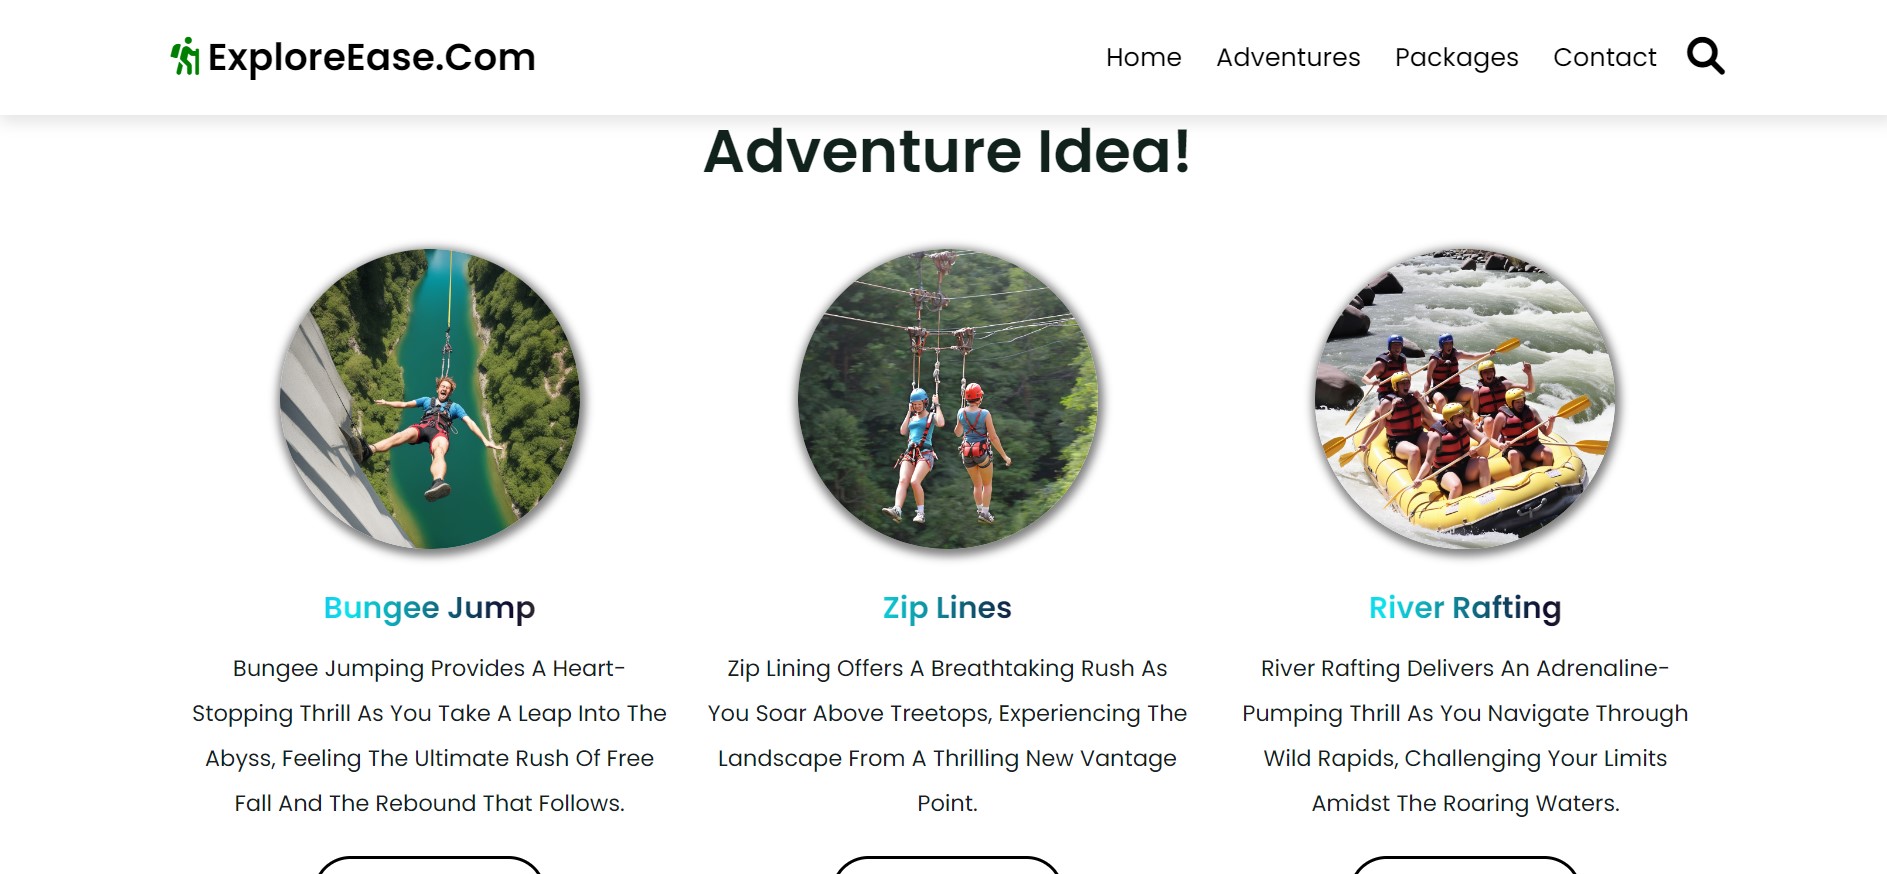 ExploreEase.Com
Home Adventures Packages Contact
Adventure Idea!
Bungee Jump
Bungee Jumping Provides A Heart-
Stopping Thrill As You Take A Leap Into The
Abyss, Feeling The Ultimate Rush Of Free
Fall And The Rebound That Follows.
Zip Lines
Zip Lining Offers A Breathtaking Rush As
You Soar Above Treetops, Experiencing The
Landscape From A Thrilling New Vantage
Point.
River Rafting
River Rafting Delivers An Adrenaline-
Pumping Thrill As You Navigate Through
Wild Rapids, Challenging Your Limits
Amidst The Roaring Waters.